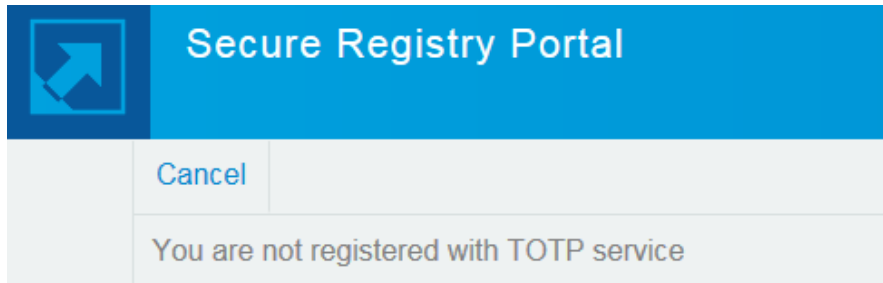 Secure Registry Portal
Cancel
You are not registered with TOTP service